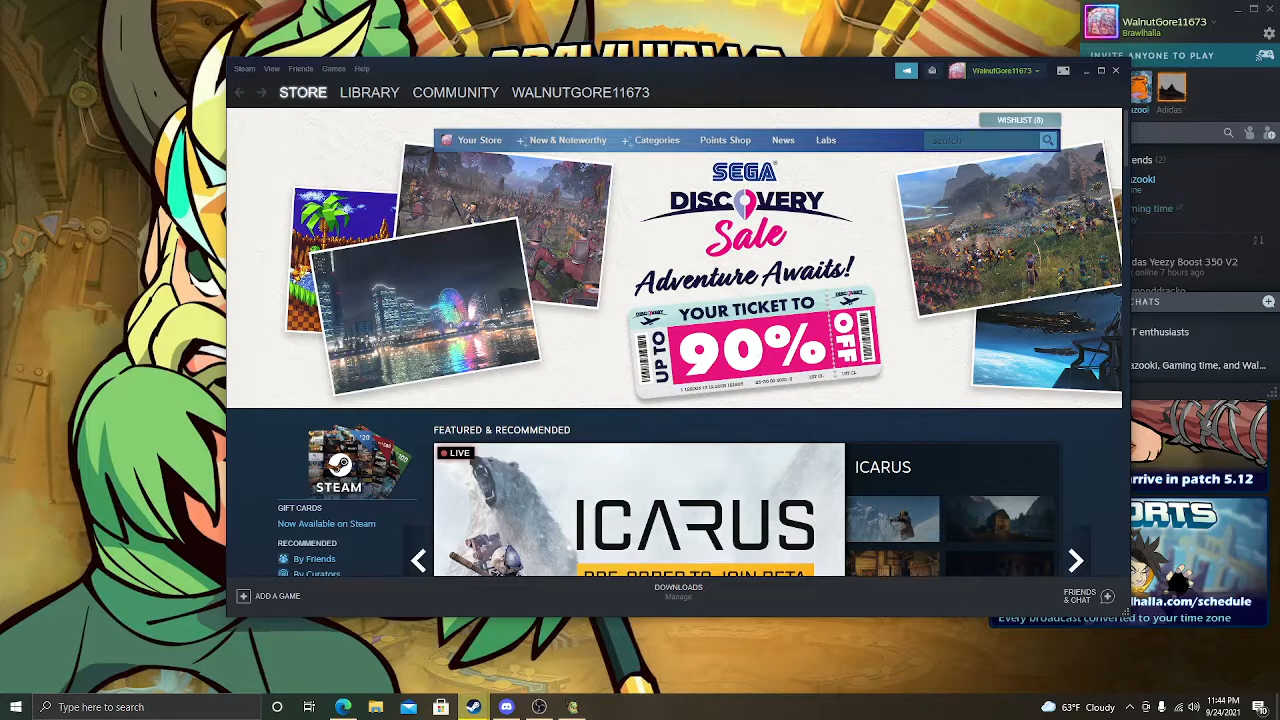 WalnutGore11673
Brawlhalla
INVITE ANYONE TO PLAY
Steam View Friends Games Help
WalnutGore11673
STORE LIBRARY COMMUNITY WALNUTGORE11673
azooki Adidas
WISHLIST (8)
Your Store New & Noteworthy Categories Points Shop News Labs search
ends (2)
azooki
ne
ming time
das Yeezy Boost 350 V2
online 7 hours ago
CHATS
T enthusiasts
azooki, Gaming time, and Wal...
SEGA
DISCOVERY
Sale
Adventure Awaits!
DISCOVERY YOUR TICKET TO DISCOVERY
UP TO 90% OFF
FEATURED & RECOMMENDED
LIVE
ICARUS
ICARUS
PRE-ORDER TO JOIN BETA
STEAM
GIFT CARDS
Now Available on Steam
RECOMMENDED
By Friends
By Curators
rrive in patch 5.12
ORTS
halla.com/schedule
Every broadcast converted to your time zone
ADD A GAME
DOWNLOADS
Manage
FRIENDS
& CHAT
Type here to search
63°F Cloudy
11:44 PM
9/24/2021